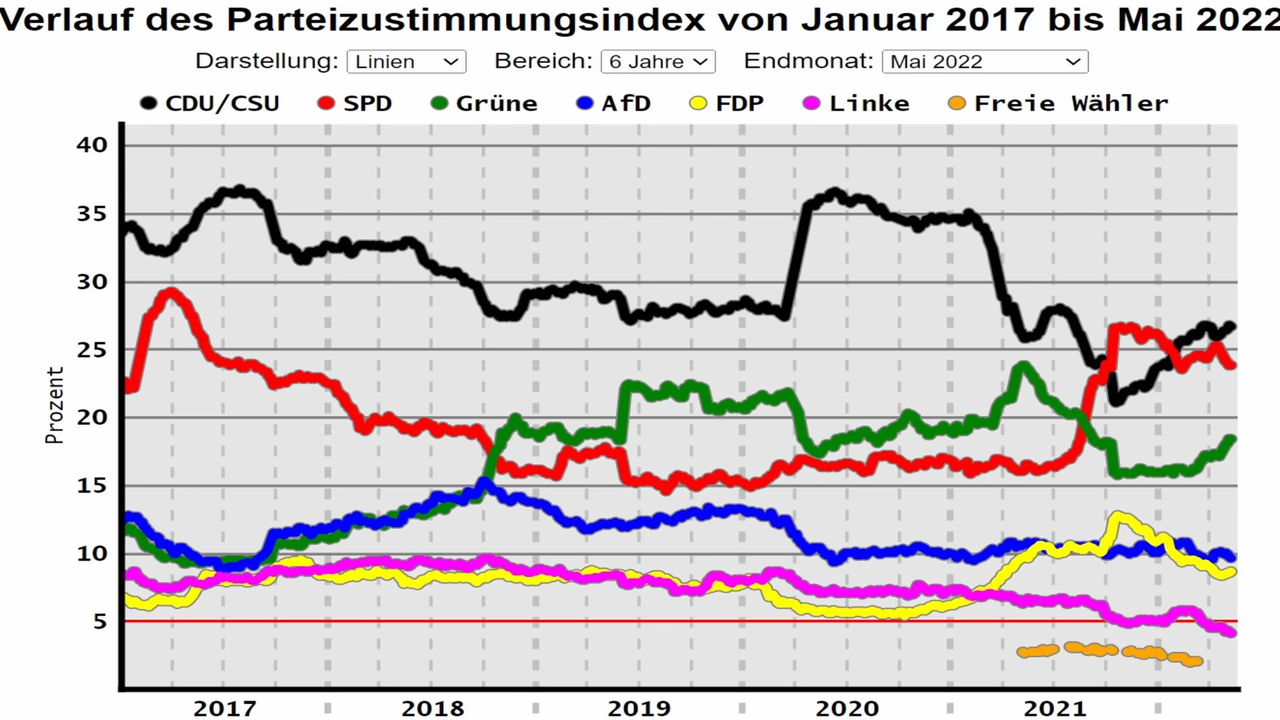 Verlauf des Parteizustimmungsindex von Januar 2017 bis Mai 2022
Darstellung: Linien Bereich: 6 Jahre Endmonat: Mai 2022
CDU/CSU SPD Grüne AfD FDP Linke Freie Wähler
40
35
30
25
20
15
10
5
Prozent
2017 2018 2019 2020 2021